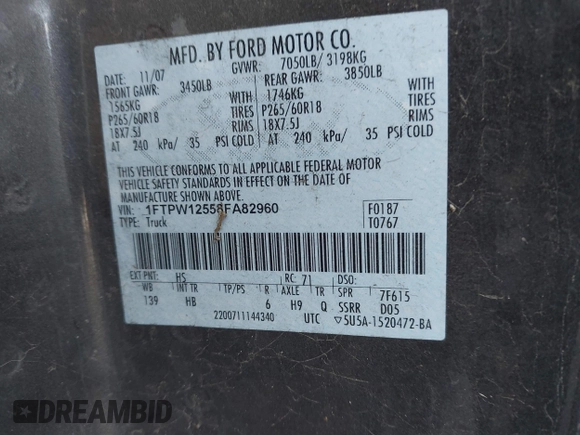 MFD. BY FORD MOTOR CO.
DATE: 11/07 GVWR: 7050LB/ 3198KG
FRONT GAWR: 3450LB REAR GAWR: 3850LB
1565KG WITH 1746KG WITH
P265/60R18 TIRES P265/60R18 TIRES
18X7.5J RIMS 18X7.5J RIMS
AT 240 kPa/ 35 PSI COLD AT 240 kPa/ 35 PSI COLD
THIS VEHICLE CONFORMS TO ALL APPLICABLE FEDERAL MOTOR
VEHICLE SAFETY STANDARDS IN EFFECT ON THE DATE OF
MANUFACTURE SHOWN ABOVE.
VIN: 1FTPW12558FA82960 F0187
TYPE: Truck T0767
EXT PNT: HS RC: 71 DSO:
WB INT TR TP/PS R AXLE TR SPR 7F615
139 HB 6 H9 Q SSRR D05
2200711144340 UTC ▽5U5A-1520472-BA
DREAMBID